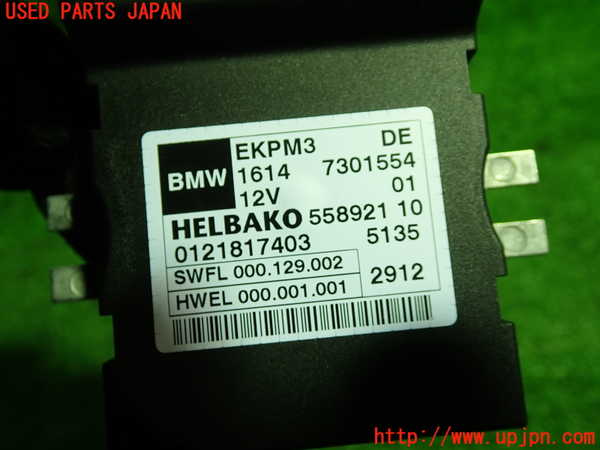 USED PARTS JAPAN
BMW
EKPM3 DE
1614 7301554
12V 01
HELBAKO 558921 10
0121817403 5135
SWFL 000.129.002
HWEL 000.001.001 2912
http://www.upjpn.com/